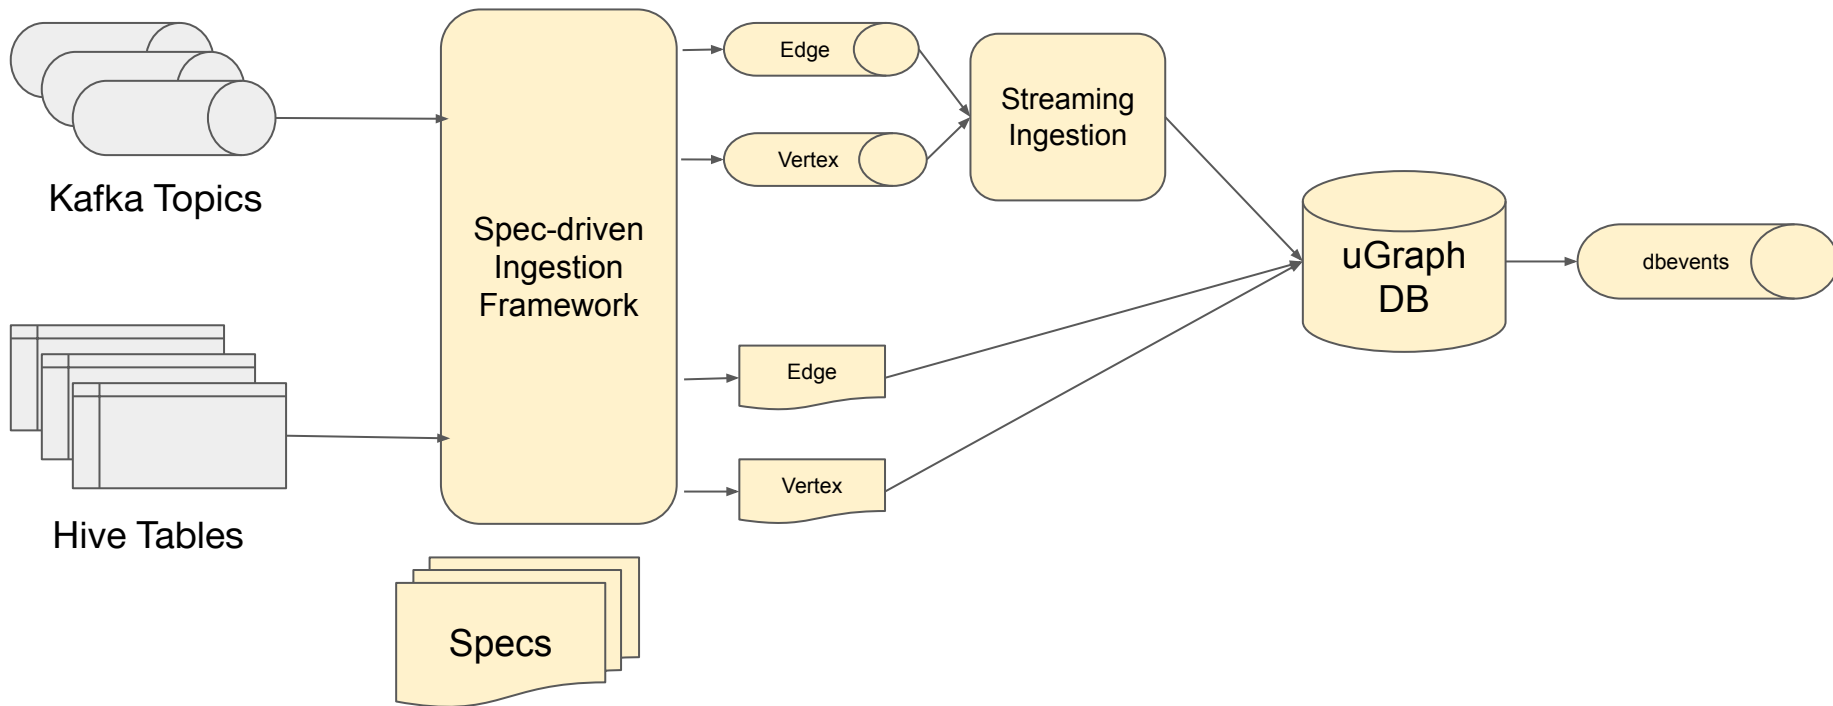 Kafka Topics
Hive Tables
Spec-driven
Ingestion
Framework
Specs
Edge
Vertex
Streaming
Ingestion
Edge
Vertex
uGraph
DB
dbevents